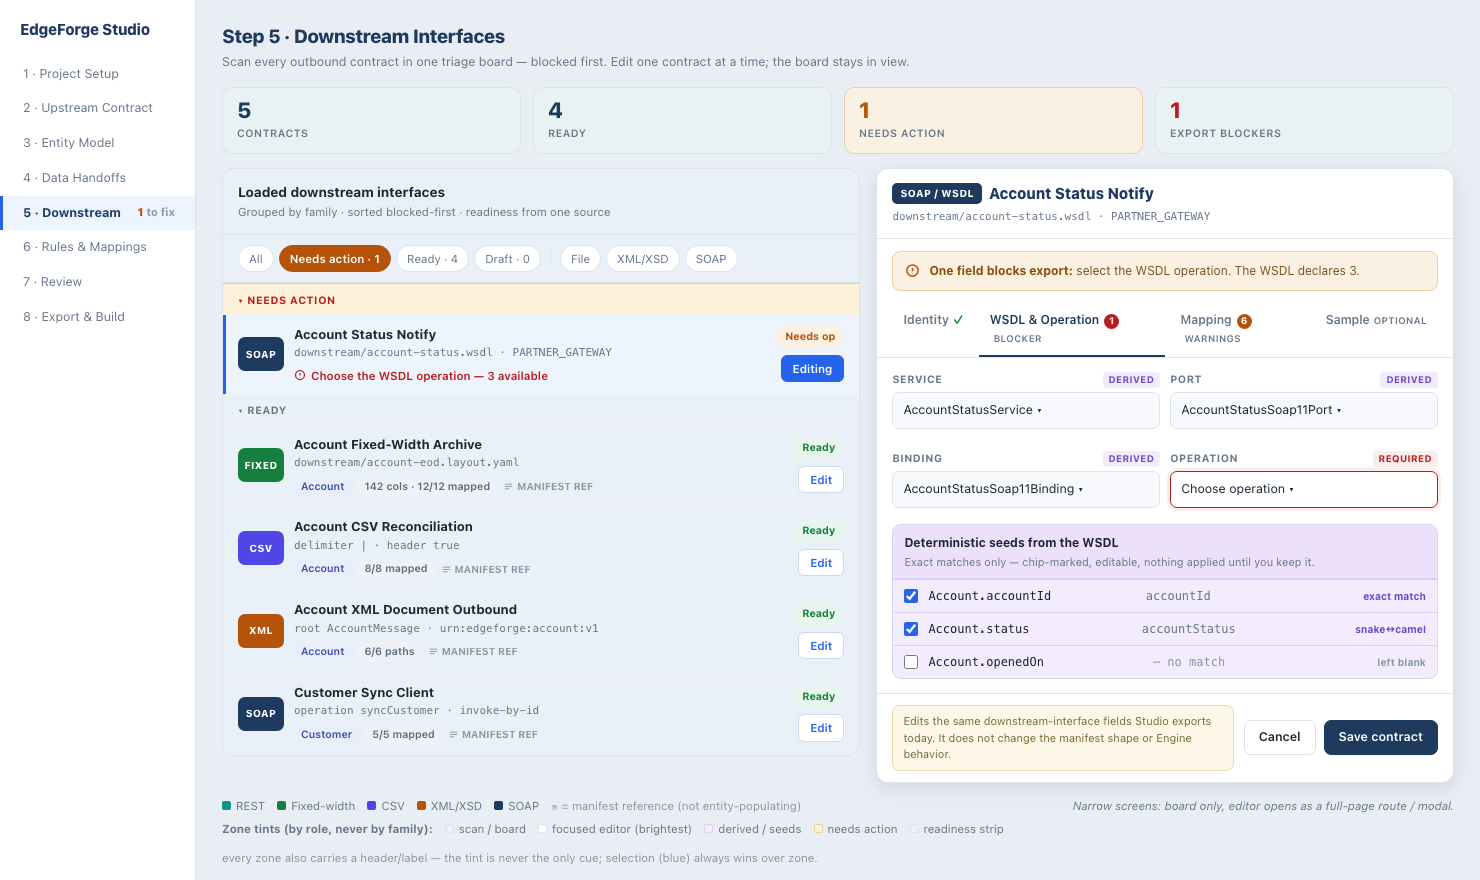 EdgeForge Studio
1 · Project Setup
2 · Upstream Contract
3 · Entity Model
4 · Data Handoffs
5 · Downstream 1 to fix
6 · Rules & Mappings
7 · Review
8 · Export & Build
Step 5 · Downstream Interfaces
Scan every outbound contract in one triage board — blocked first. Edit one contract at a time; the board stays in view.
5
CONTRACTS
4
READY
1
NEEDS ACTION
1
EXPORT BLOCKERS
Loaded downstream interfaces
Grouped by family · sorted blocked-first · readiness from one source
All Needs action · 1 Ready · 4 Draft · 0 File XML/XSD SOAP
▾ NEEDS ACTION
SOAP
Account Status Notify
downstream/account-status.wsdl · PARTNER_GATEWAY
Choose the WSDL operation — 3 available
Needs op
Editing
▾ READY
FIXED
Account Fixed-Width Archive
downstream/account-eod.layout.yaml
Account 142 cols · 12/12 mapped ≡ MANIFEST REF
Ready
Edit
CSV
Account CSV Reconciliation
delimiter | · header true
Account 8/8 mapped ≡ MANIFEST REF
Ready
Edit
XML
Account XML Document Outbound
root AccountMessage · urn:edgeforge:account:v1
Account 6/6 paths ≡ MANIFEST REF
Ready
Edit
SOAP
Customer Sync Client
operation syncCustomer · invoke-by-id
Customer 5/5 mapped ≡ MANIFEST REF
Ready
Edit
SOAP / WSDL Account Status Notify
downstream/account-status.wsdl · PARTNER_GATEWAY
One field blocks export: select the WSDL operation. The WSDL declares 3.
Identity ✓
WSDL & Operation 1
BLOCKER
Mapping 6
WARNINGS
Sample OPTIONAL
SERVICE DERIVED
AccountStatusService ▾
PORT DERIVED
AccountStatusSoap11Port ▾
BINDING DERIVED
AccountStatusSoap11Binding ▾
OPERATION REQUIRED
Choose operation ▾
Deterministic seeds from the WSDL
Exact matches only — chip-marked, editable, nothing applied until you keep it.
Account.accountId accountId exact match
Account.status accountStatus snake↔camel
Account.openedOn — no match left blank
Edits the same downstream-interface fields Studio exports
today. It does not change the manifest shape or Engine
behavior.
Cancel
Save contract
REST Fixed-width CSV XML/XSD SOAP ≡ = manifest reference (not entity-populating)
Narrow screens: board only, editor opens as a full-page route / modal.
Zone tints (by role, never by family): scan / board focused editor (brightest) derived / seeds needs action readiness strip
every zone also carries a header/label — the tint is never the only cue; selection (blue) always wins over zone.